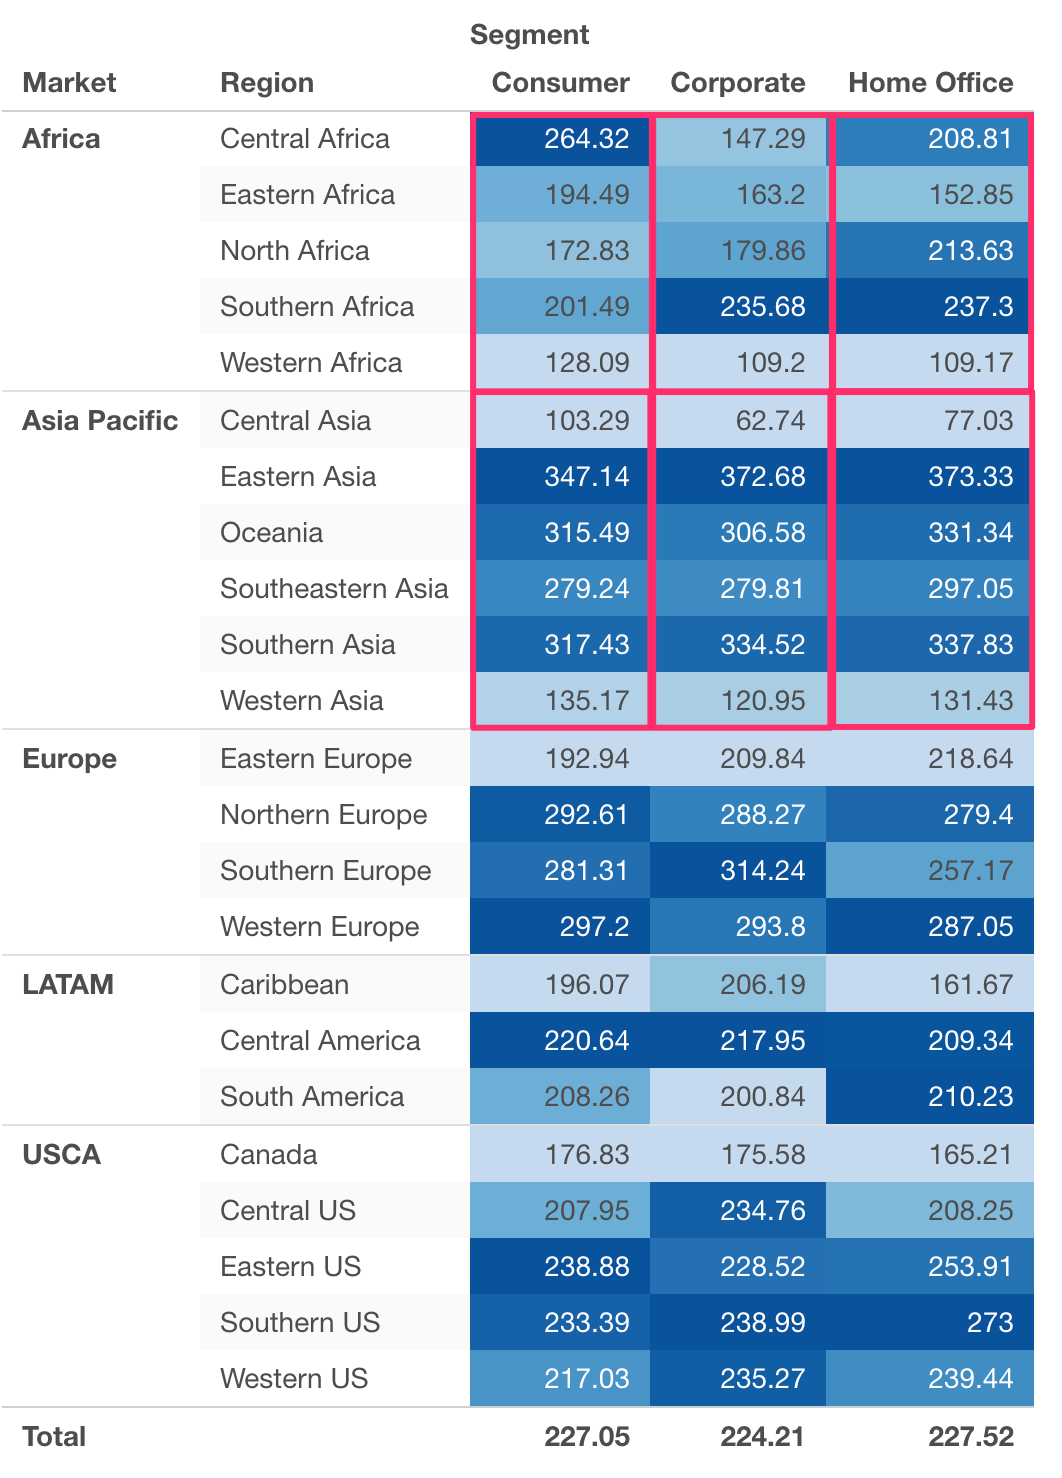 Segment
Market Region Consumer Corporate Home Office
Africa Central Africa 264.32 147.29 208.81
Eastern Africa 194.49 163.2 152.85
North Africa 172.83 179.86 213.63
Southern Africa 201.49 235.68 237.3
Western Africa 128.09 109.2 109.17
Asia Pacific Central Asia 103.29 62.74 77.03
Eastern Asia 347.14 372.68 373.33
Oceania 315.49 306.58 331.34
Southeastern Asia 279.24 279.81 297.05
Southern Asia 317.43 334.52 337.83
Western Asia 135.17 120.95 131.43
Europe Eastern Europe 192.94 209.84 218.64
Northern Europe 292.61 288.27 279.4
Southern Europe 281.31 314.24 257.17
Western Europe 297.2 293.8 287.05
LATAM Caribbean 196.07 206.19 161.67
Central America 220.64 217.95 209.34
South America 208.26 200.84 210.23
USCA Canada 176.83 175.58 165.21
Central US 207.95 234.76 208.25
Eastern US 238.88 228.52 253.91
Southern US 233.39 238.99 273
Western US 217.03 235.27 239.44
Total 227.05 224.21 227.52